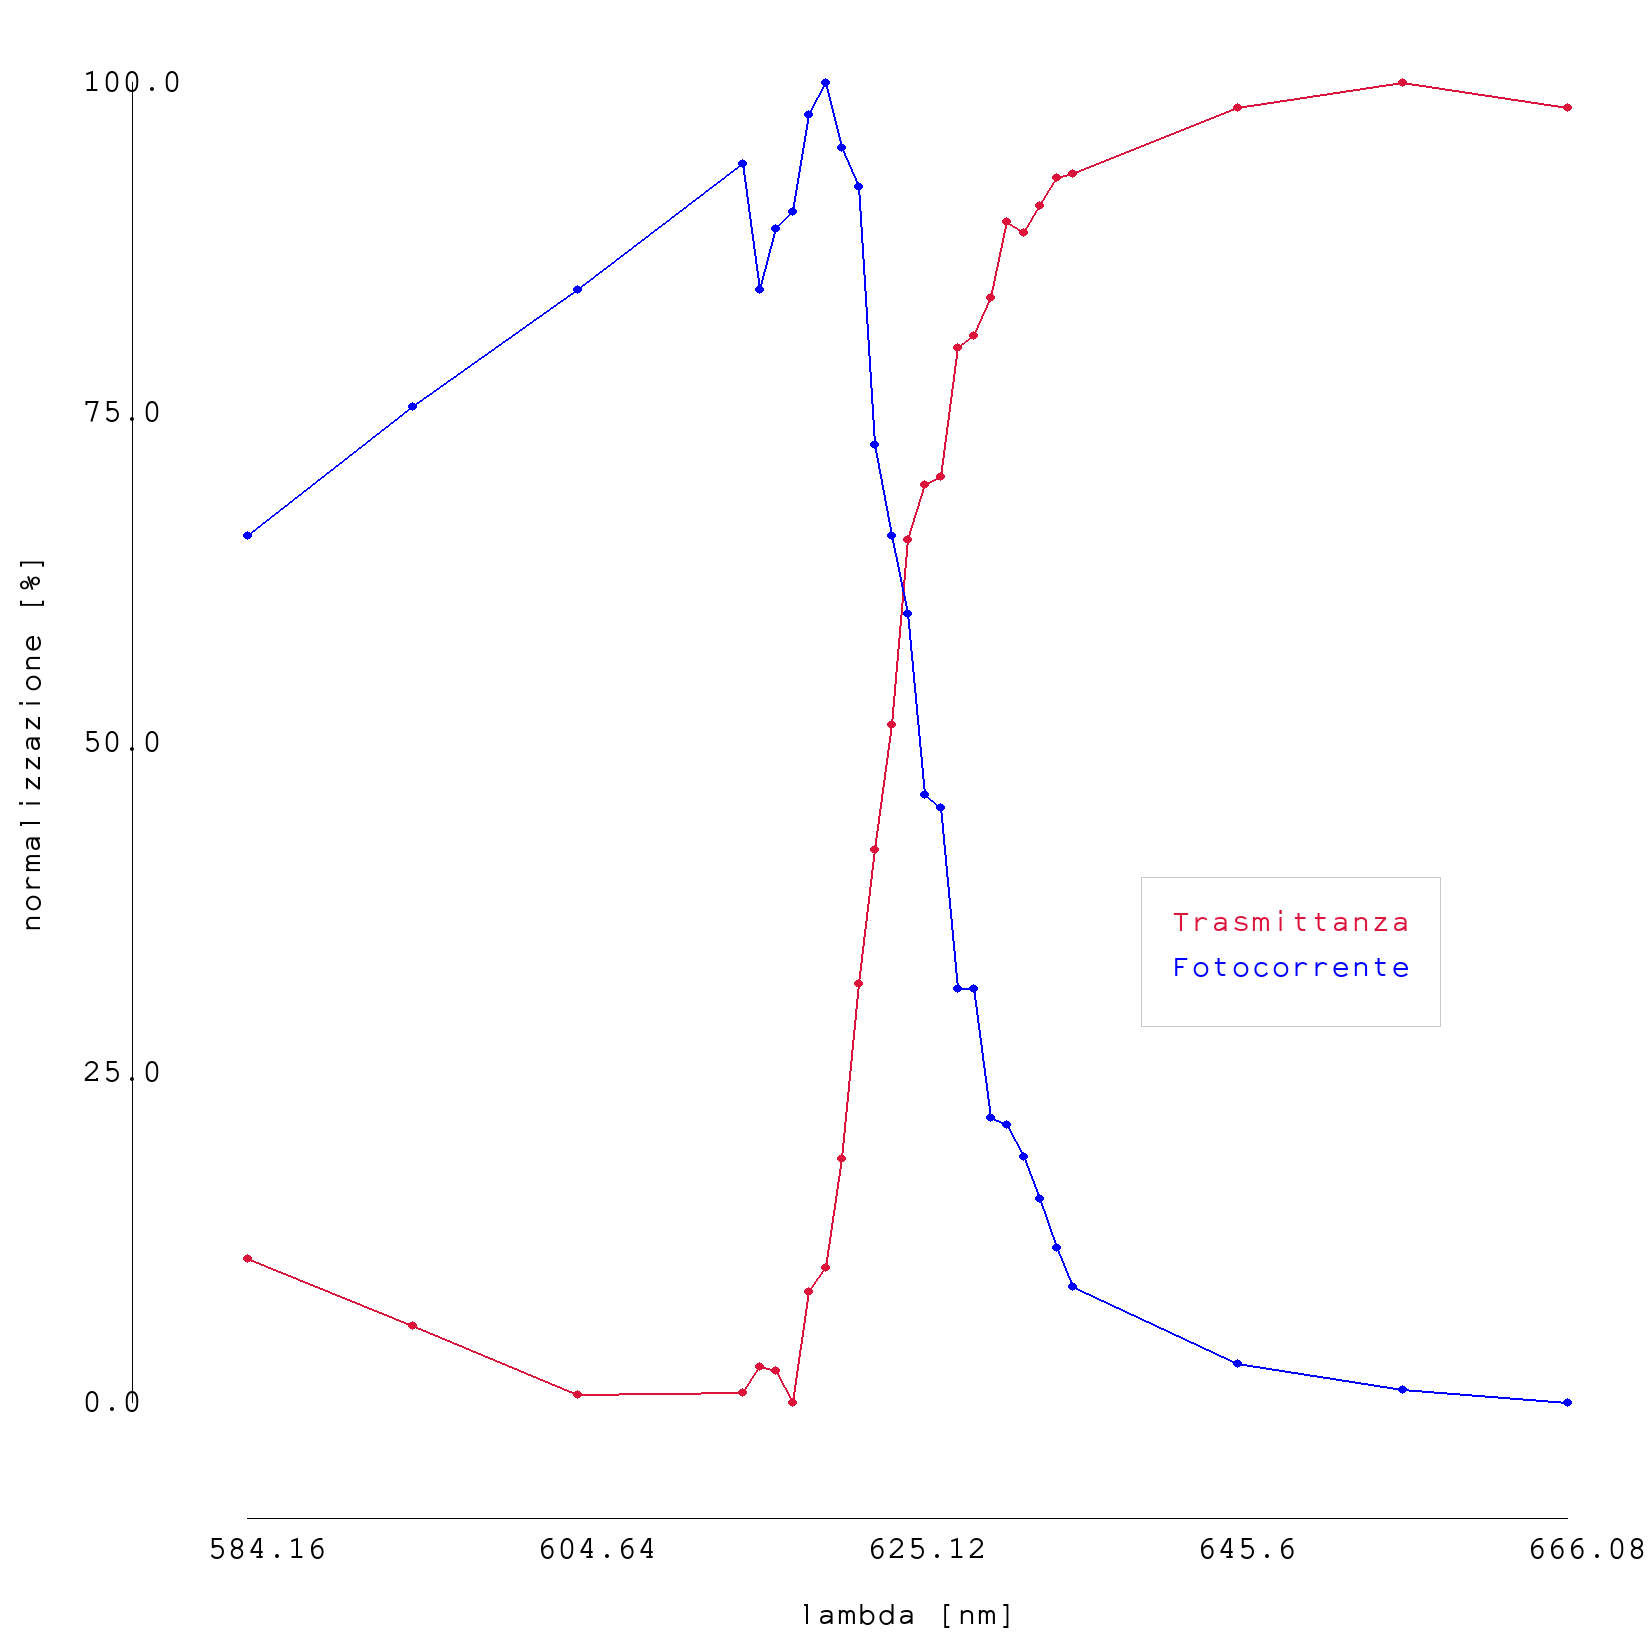 100.0
75.0
normalizzazione [%]
50.0
Trasmittanza
Fotocorrente
25.0
0.0
584.16 604.64 625.12 645.6 666.08
lambda [nm]